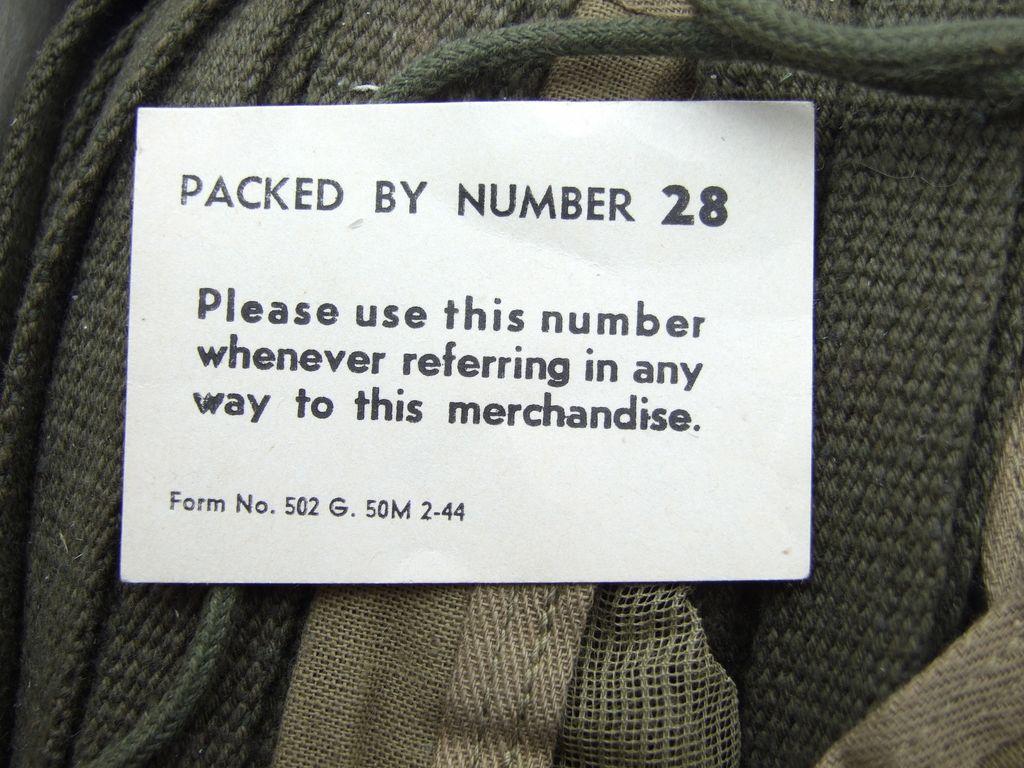 PACKED BY NUMBER 28
Please use this number
whenever referring in any
way to this merchandise.
Form No. 502 G. 50M 2-44